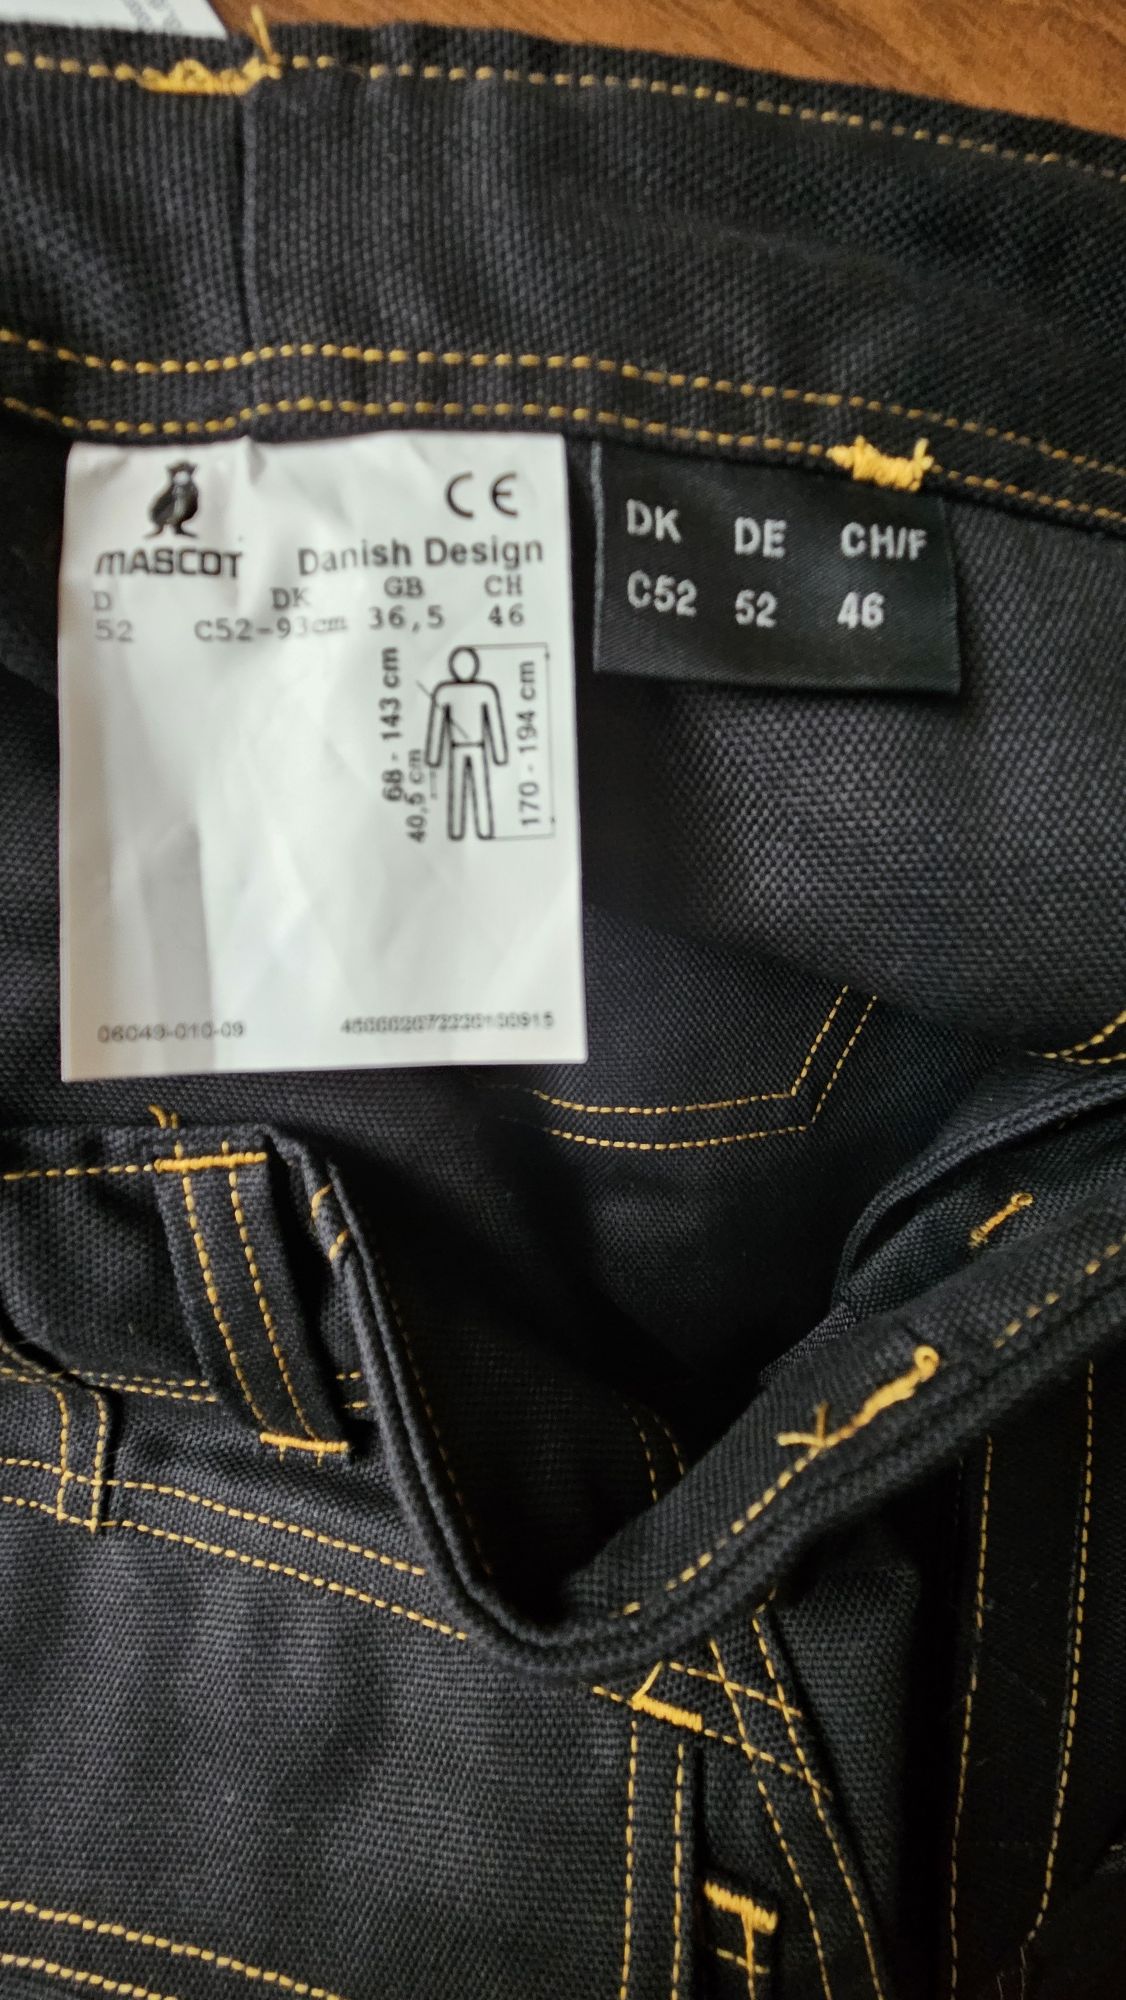 MASCOT
CE
Danish Design
D DK GB CH
52 C52-93cm 36,5 46
68 - 143 cm
40,5 cm
170 - 194 cm
06049-010-09
DK DE CH/F
C52 52 46